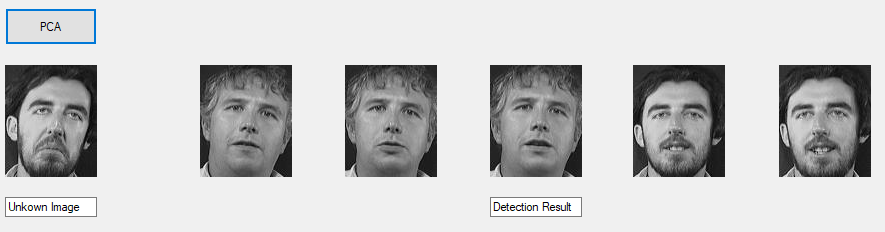 PCA
Unkown Image
Detection Result